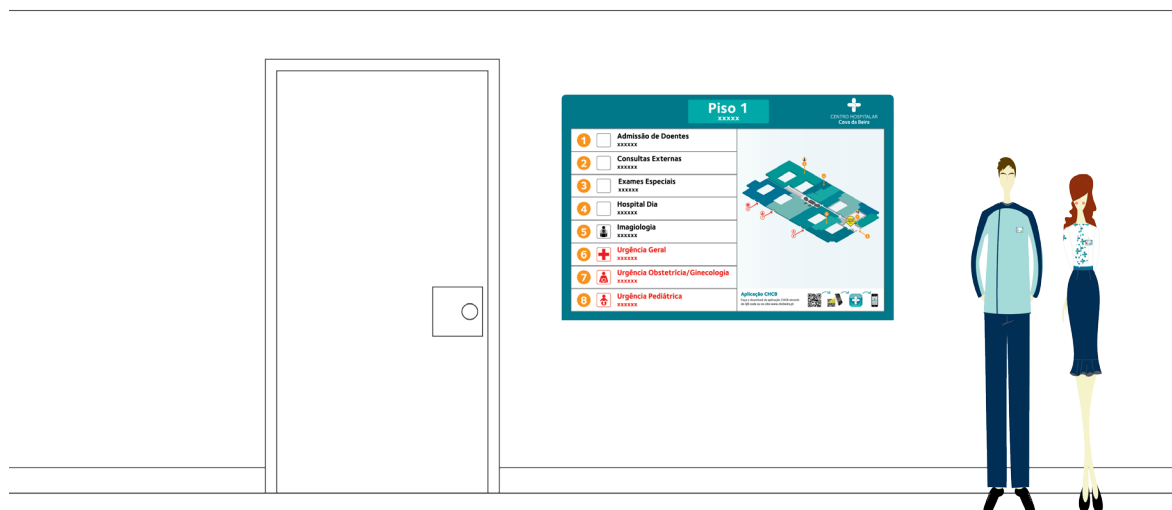 Piso 1
xxxxx
CENTRO HOSPITALAR
Cova da Beira
1 Admissão de Doentes
xxxxxx
2 Consultas Externas
xxxxxx
3 Exames Especiais
xxxxxx
4 Hospital Dia
xxxxxx
5 Imagiologia
xxxxxx
6 Urgência Geral
xxxxxx
7 Urgência Obstetrícia/Ginecologia
xxxxxx
8 Urgência Pediátrica
xxxxxx
Aplicação CHCB